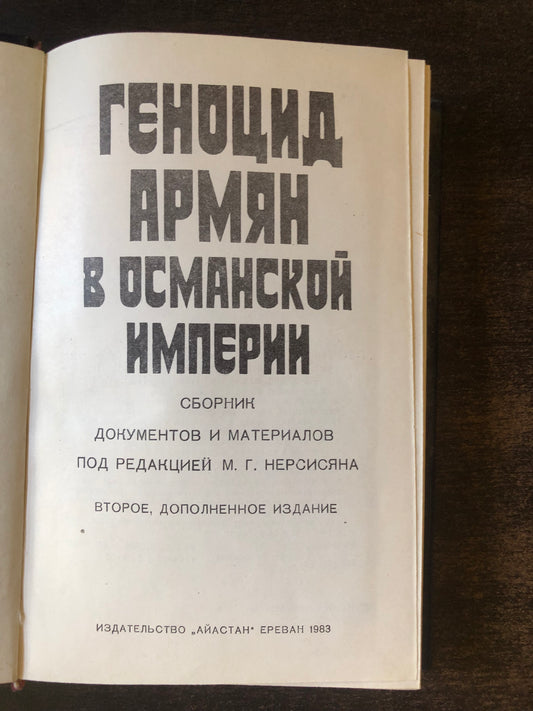 ГЕНОЦИД
АРМЯН
В ОСМАНСКОЙ
ИМПЕРИИ
СБОРНИК
ДОКУМЕНТОВ И МАТЕРИАЛОВ
ПОД РЕДАКЦИЕЙ М. Г. НЕРСИСЯНА
ВТОРОЕ, ДОПОЛНЕННОЕ ИЗДАНИЕ
ИЗДАТЕЛЬСТВО „АЙАСТАН" ЕРЕВАН 1983